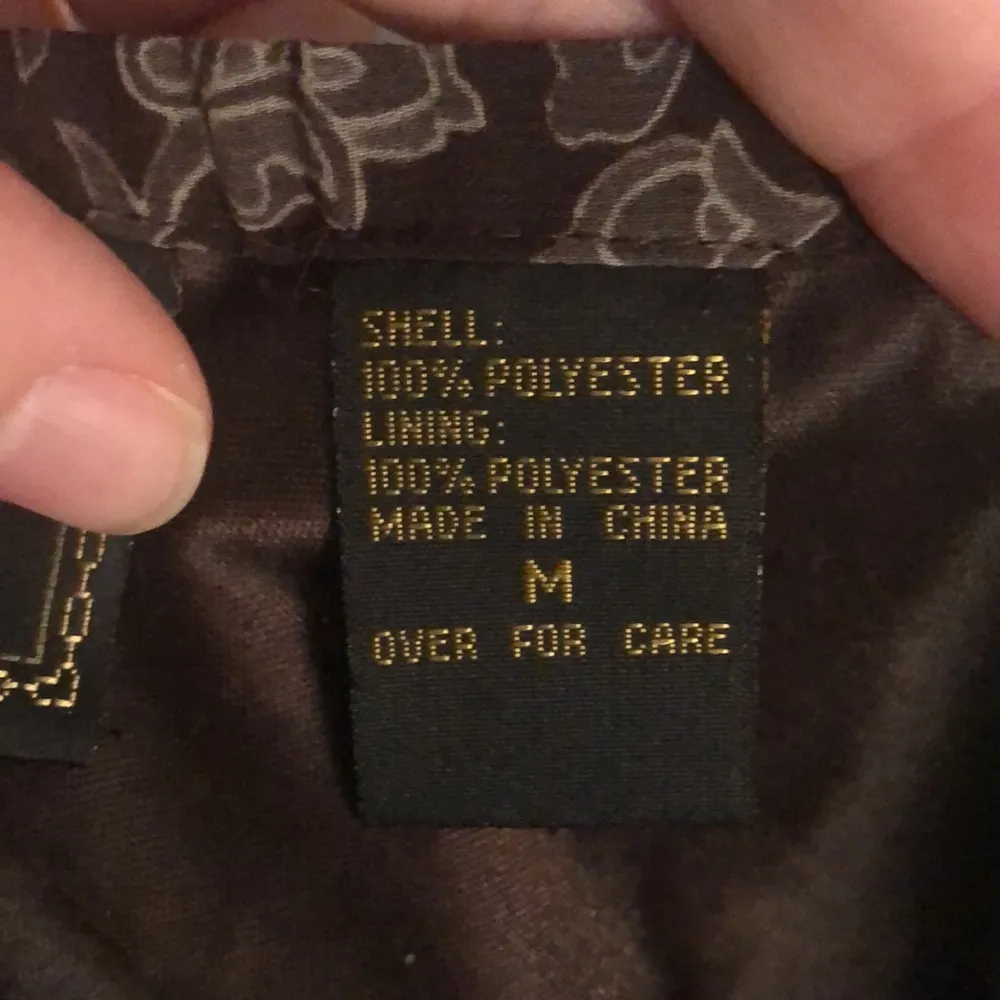 SHELL:
100% POLYESTER
LINING:
100% POLYESTER
MADE IN CHINA
M
OVER FOR CARE